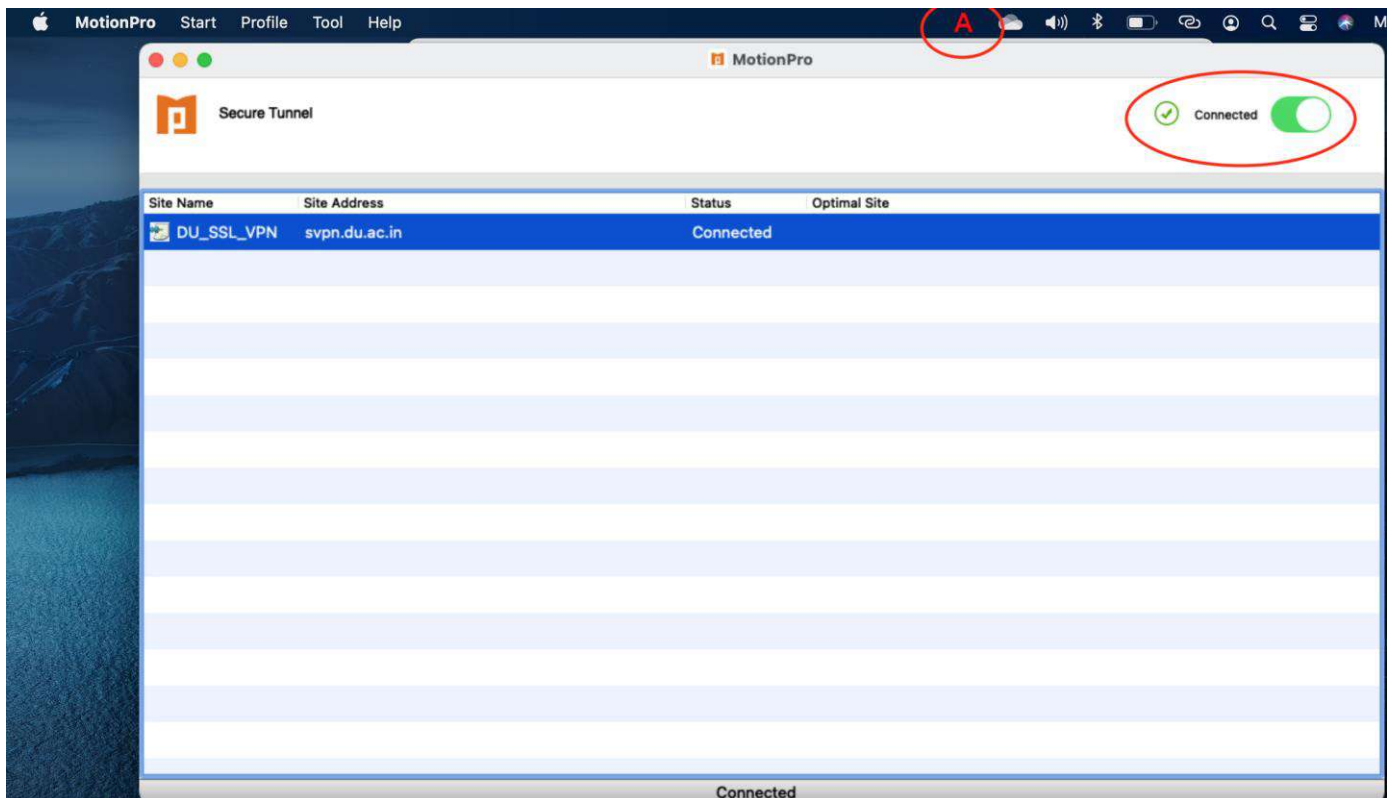 MotionPro Start Profile Tool Help A M
MotionPro
Secure Tunnel
Connected
Site Name Site Address Status Optimal Site
DU_SSL_VPN svpn.du.ac.in Connected
Connected